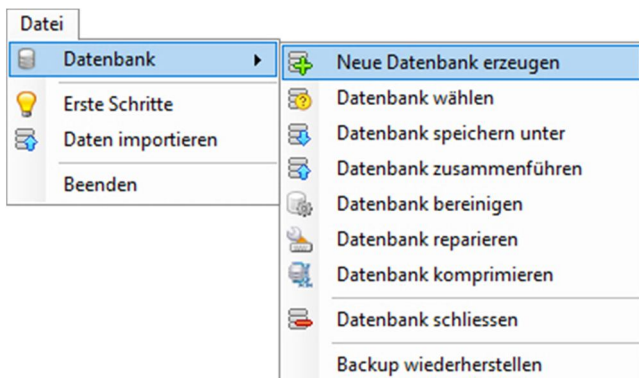 Datei
Datenbank
Erste Schritte
Daten importieren
Beenden
Neue Datenbank erzeugen
Datenbank wählen
Datenbank speichern unter
Datenbank zusammenführen
Datenbank bereinigen
Datenbank reparieren
Datenbank komprimieren
Datenbank schliessen
Backup wiederherstellen